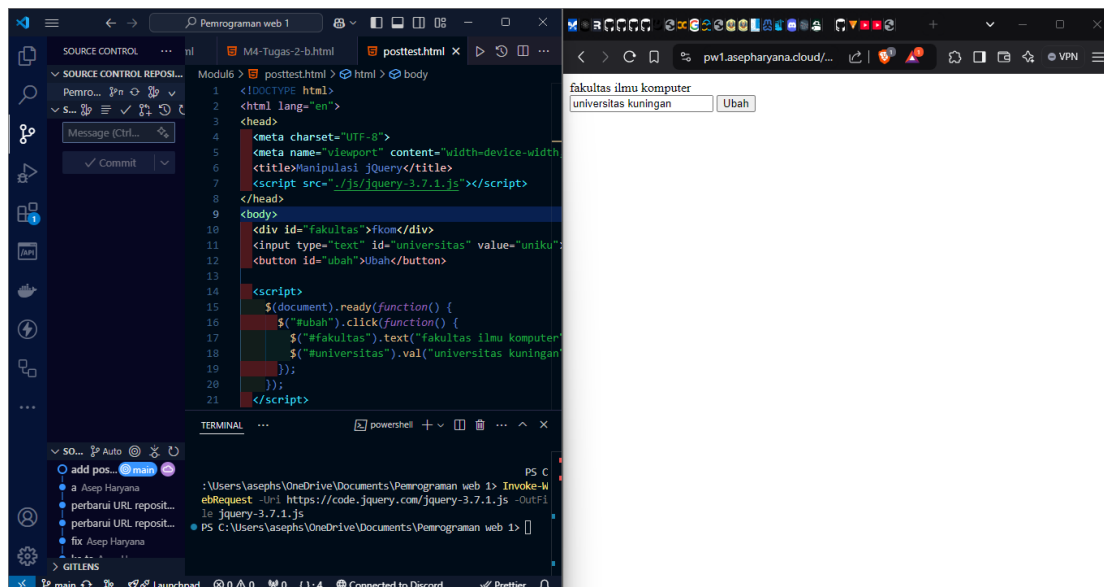 Pemrograman web 1
SOURCE CONTROL
M4-Tugas-2-b.html
posttest.html
SOURCE CONTROL REPOSI...
Pemro...
Modul6 > posttest.html > html > body
Message (Ctrl...
Commit
1 <!DOCTYPE html>
2 <html lang="en">
3 <head>
4 <meta charset="UTF-8">
5 <meta name="viewport" content="width=device-width
6 <title>Manipulasi jQuery</title>
7 <script src="./js/jquery-3.7.1.js"></script>
8 </head>
9 <body>
10 <div id="fakultas">fkom</div>
11 <input type="text" id="universitas" value="uniku"
12 <button id="ubah">Ubah</button>
13
14 <script>
15 $(document).ready(function() {
16 $("#ubah").click(function() {
17 $("#fakultas").text("fakultas ilmu komputer"
18 $("#universitas").val("universitas kuningan"
19 });
20 });
21 </script>
TERMINAL
powershell
PS C
:\Users\asephs\OneDrive\Documents\Pemrograman web 1> Invoke-W
ebRequest -Uri https://code.jquery.com/jquery-3.7.1.js -OutFi
le jquery-3.7.1.js
PS C:\Users\asephs\OneDrive\Documents\Pemrograman web 1>
SO... Auto
add pos... main
a Asep Haryana
perbarui URL reposit...
perbarui URL reposit...
fix Asep Haryana
GITLENS
main Launchpad 0 0 0 Connected to Discord Prettier
pw1.asepharyana.cloud/...
VPN
fakultas ilmu komputer
universitas kuningan Ubah